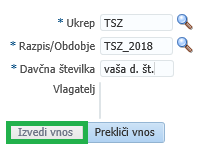 * Ukrep TSZ
* Razpis/Obdobje TSZ_2018
* Davčna številka vaša d. št.
Vlagatelj
Izvedi vnos Prekliči vnos